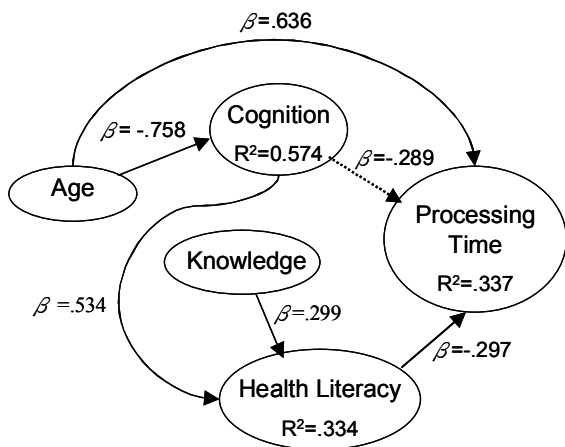 β=.636
Cognition
R²=0.574
β= -.758
β=-.289
Age
Processing
Time
R²=.337
Knowledge
β =.534
β=.299
β=-.297
Health Literacy
R²=.334